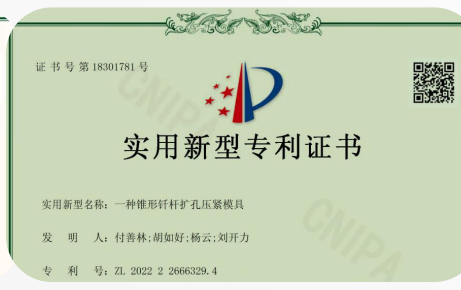 证书号第18301781号
实用新型专利证书
实用新型名称：一种锥形钎杆扩孔压紧模具
发 明 人：付善林;胡如好;杨云;刘开力
专 利 号：ZL 2022 2 2666329.4
CNIPA
CNIPA